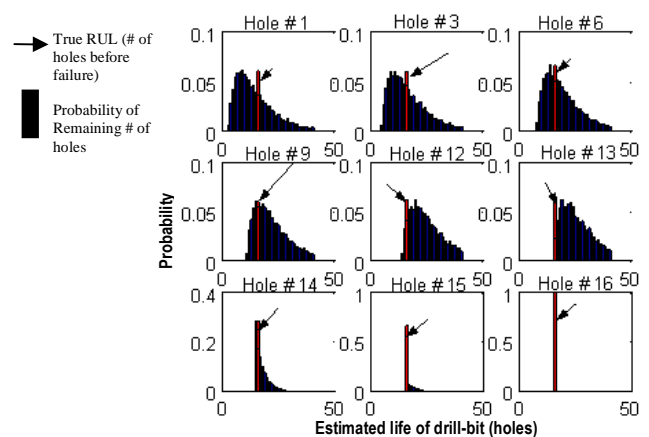 True RUL (# of
holes before
failure)
Probability of
Remaining # of
holes
Hole #1
Hole #3
Hole #6
0.1
0.05
0
0.1
0.05
0
0.1
0.05
0
0
50
0
50
0
50
Hole #9
Hole #12
Hole #13
0.1
0.05
0
0.1
0.05
0
0.1
0.05
0
0
50
0
50
0
50
Hole #14
Hole #15
Hole #16
0.4
0.2
0
1
0.5
0
1
0.5
0
0
50
0
50
0
50
Probability
Estimated life of drill-bit (holes)